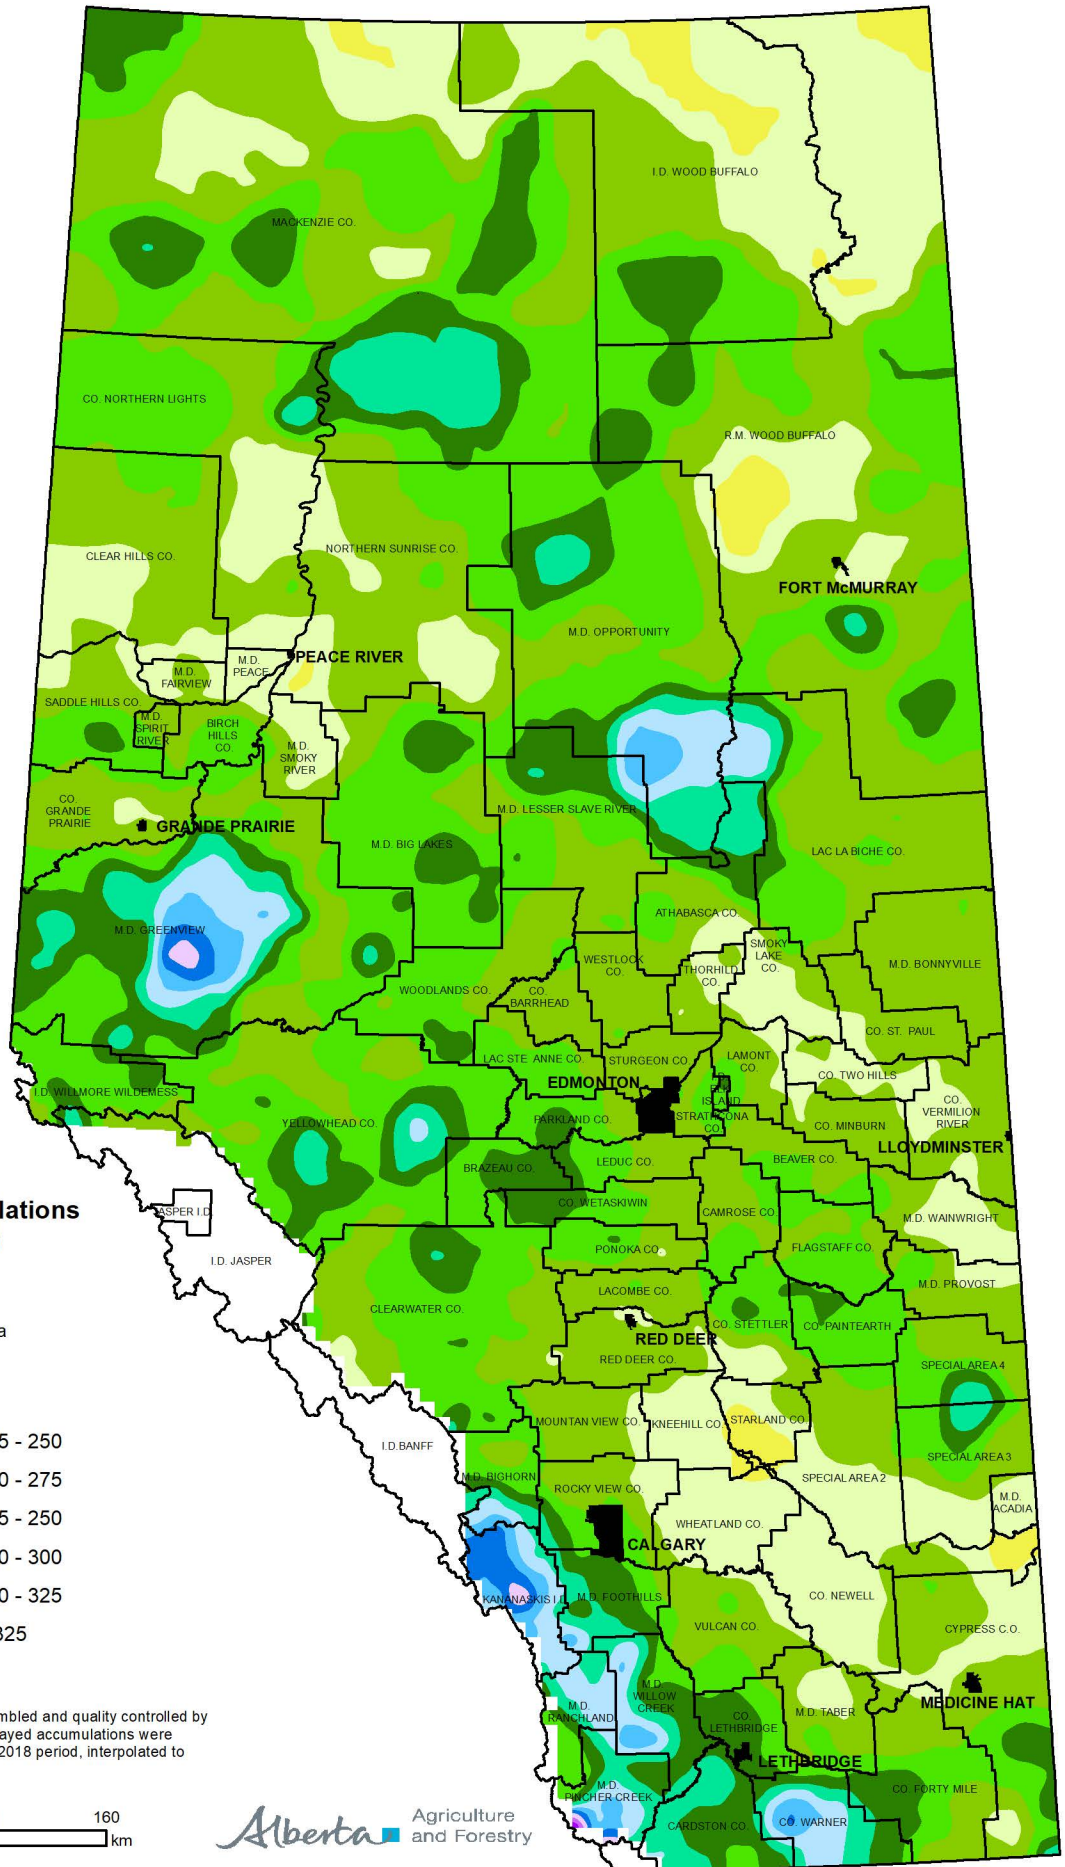 I.D. WOOD BUFFALO
MACKENZIE CO.
CO. NORTHERN LIGHTS
R.M. WOOD BUFFALO
CLEAR HILLS CO.
NORTHERN SUNRISE CO.
FORT McMURRAY
M.D. OPPORTUNITY
PEACE RIVER
M.D.
PEACE
M.D.
FAIRVIEW
SADDLE HILLS CO.
M.D.
SPIRIT
RIVER
BIRCH
HILLS
CO.
M.D.
SMOKY
RIVER
CO.
GRANDE
PRAIRIE
GRANDE PRAIRIE
M.D. LESSER SLAVE RIVER
M.D. BIG LAKES
LAC LA BICHE CO.
ATHABASCA CO.
M.D. GREENVIEW
SMOKY
LAKE
CO.
WESTLOCK
CO.
THORHILD
CO.
M.D. BONNYVILLE
WOODLANDS CO.
CO.
BARRHEAD
CO. ST. PAUL
LAC STE ANNE CO.
STURGEON CO.
LAMONT
CO.
CO. TWO HILLS
EDMONTON
I.D.
ELK
ISLAND
I.D. WILLMORE WILDERNESS
CO.
VERMILION
RIVER
YELLOWHEAD CO.
PARKLAND CO.
STRATHCONA
CO.
CO. MINBURN
LLOYDMINSTER
BRAZEAU CO.
LEDUC CO.
BEAVER CO.
CO. WETASKIWIN
CAMROSE CO.
M.D. WAINWRIGHT
lations
JASPER I.D.
I.D. JASPER
PONOKA CO.
FLAGSTAFF CO.
M.D. PROVOST
LACOMBE CO.
CLEARWATER CO.
CO. STETTLER
CO. PAINTEARTH
a
RED DEER
RED DEER CO.
SPECIAL AREA 4
MOUNTAN VIEW CO.
KNEEHILL CO.
STARLAND CO.
5 - 250
I.D. BANFF
SPECIAL AREA 3
0 - 275
M.D. BIGHORN
ROCKY VIEW CO.
SPECIAL AREA 2
M.D.
ACADIA
5 - 250
WHEATLAND CO.
CALGARY
0 - 300
0 - 325
KANANASKIS I.D.
M.D. FOOTHILLS
CO. NEWELL
325
VULCAN CO.
CYPRESS C.O.
M.D.
WILLOW
CREEK
M.D.
RANCHLAND
M.D. TABER
MEDICINE HAT
mbled and quality controlled by
ayed accumulations were
2018 period, interpolated to
CO.
LETHBRIDGE
LETHBRIDGE
M.D.
PINCHER CREEK
CO. FORTY MILE
CARDSTON CO.
CO. WARNER
160
km
Alberta
Agriculture
and Forestry